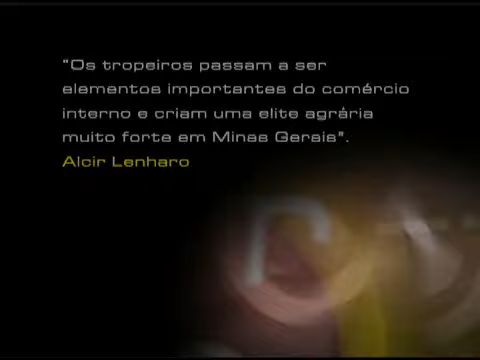 "Os tropeiros passam a ser
elementos importantes do comércio
interno e criam uma elite agrária
muito forte em Minas Gerais".
Alcir Lenharo